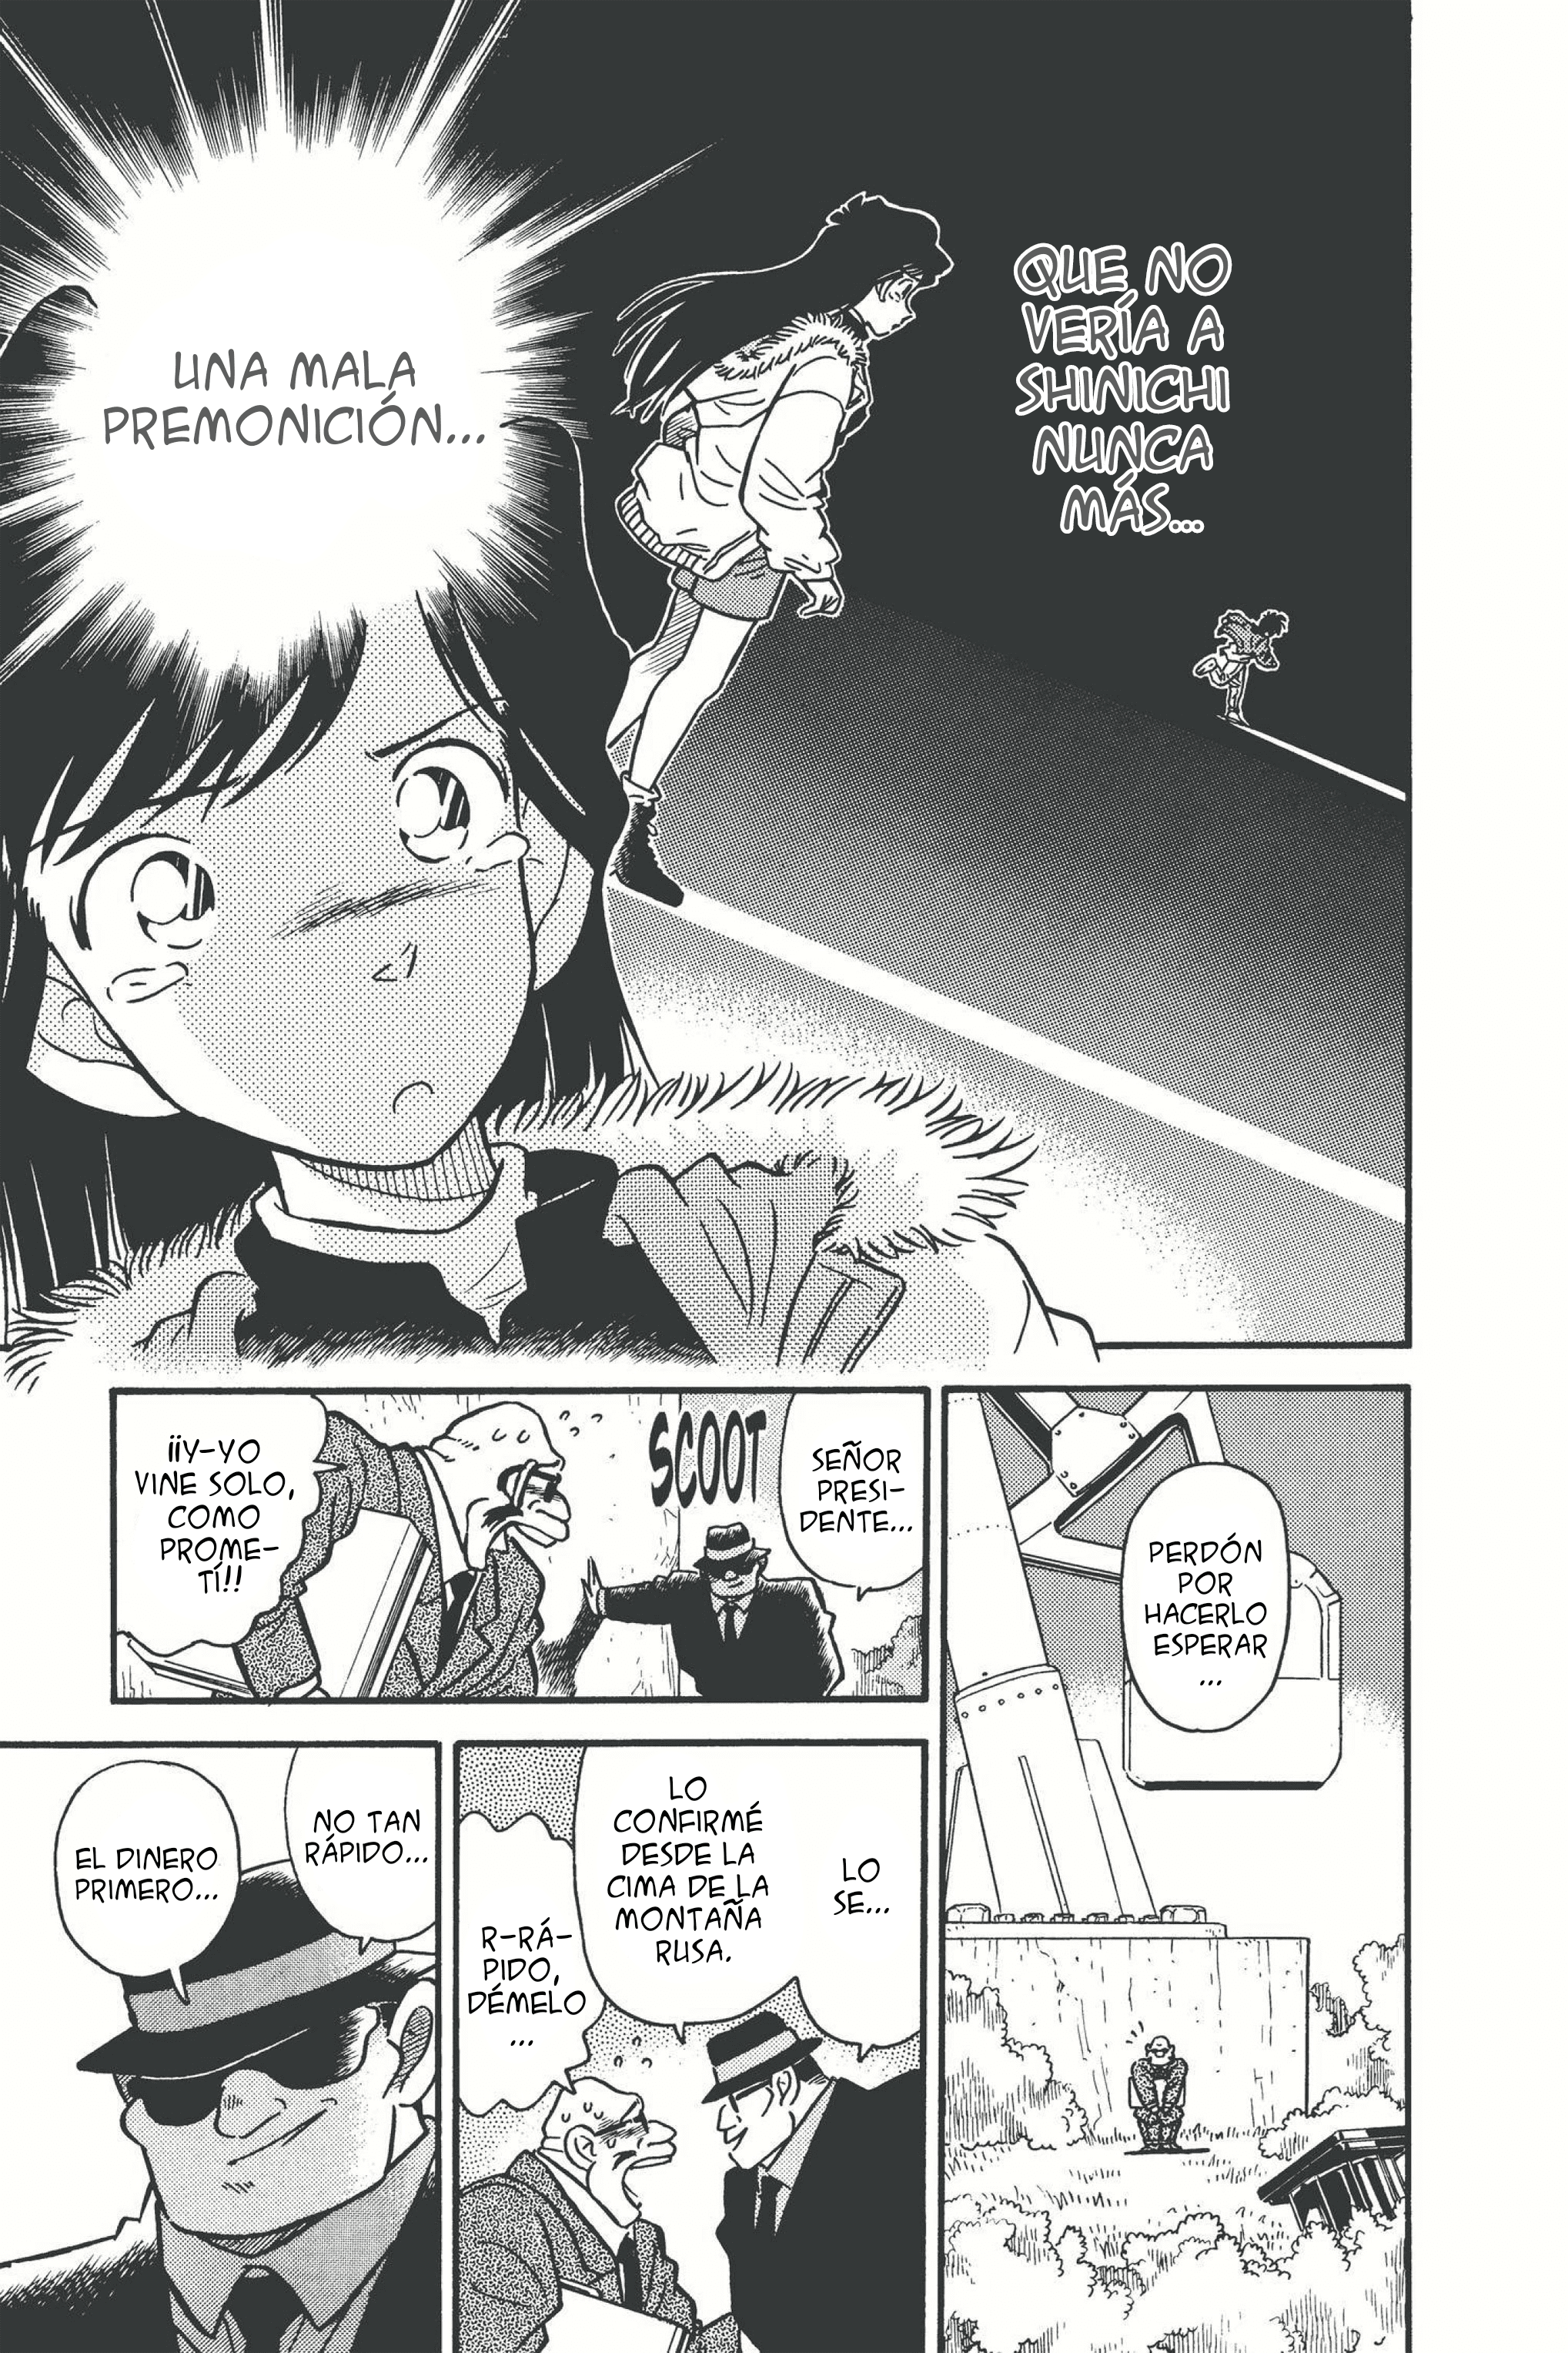 QUE NO
VERÍA A
SHINICHI
NUNCA
MÁS...
UNA MALA
PREMONICIÓN...
PERDÓN
POR
HACERLO
ESPERAR
...
SEÑOR
PRESI-
DENTE...
SCOOT
¡¡Y-YO
VINE SOLO,
COMO
PROME-
TÍ!!
LO
SE...
LO
CONFIRMÉ
DESDE LA
CIMA DE LA
MONTAÑA
RUSA.
R-RÁ-
PIDO,
DÉMELO
...
NO TAN
RÁPIDO...
EL DINERO
PRIMERO...